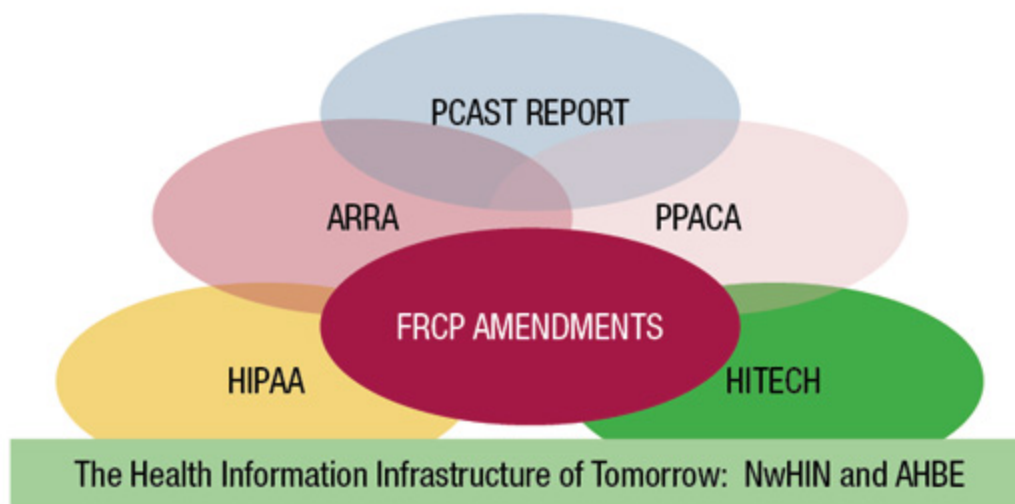 PCAST REPORT
ARRA
PPACA
FRCP AMENDMENTS
HIPAA
HITECH
The Health Information Infrastructure of Tomorrow:  NwHIN and AHBE